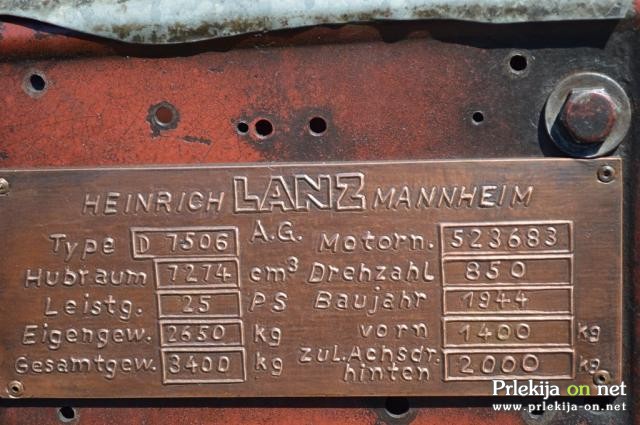 HEINRICH LANZ MANNHEIM
A.G.
Type D 7506
Hubraum 7274 cm³
Leistg. 25 PS
Eigengew. 2650 kg
Gesamtgew. 3400 kg
Motorn. 523683
Drehzahl 850
Baujahr 1944
vorn 1400 kg
zul.Achsdr.
hinten 2000 kg
Prlekija on net
www.prlekija-on.net